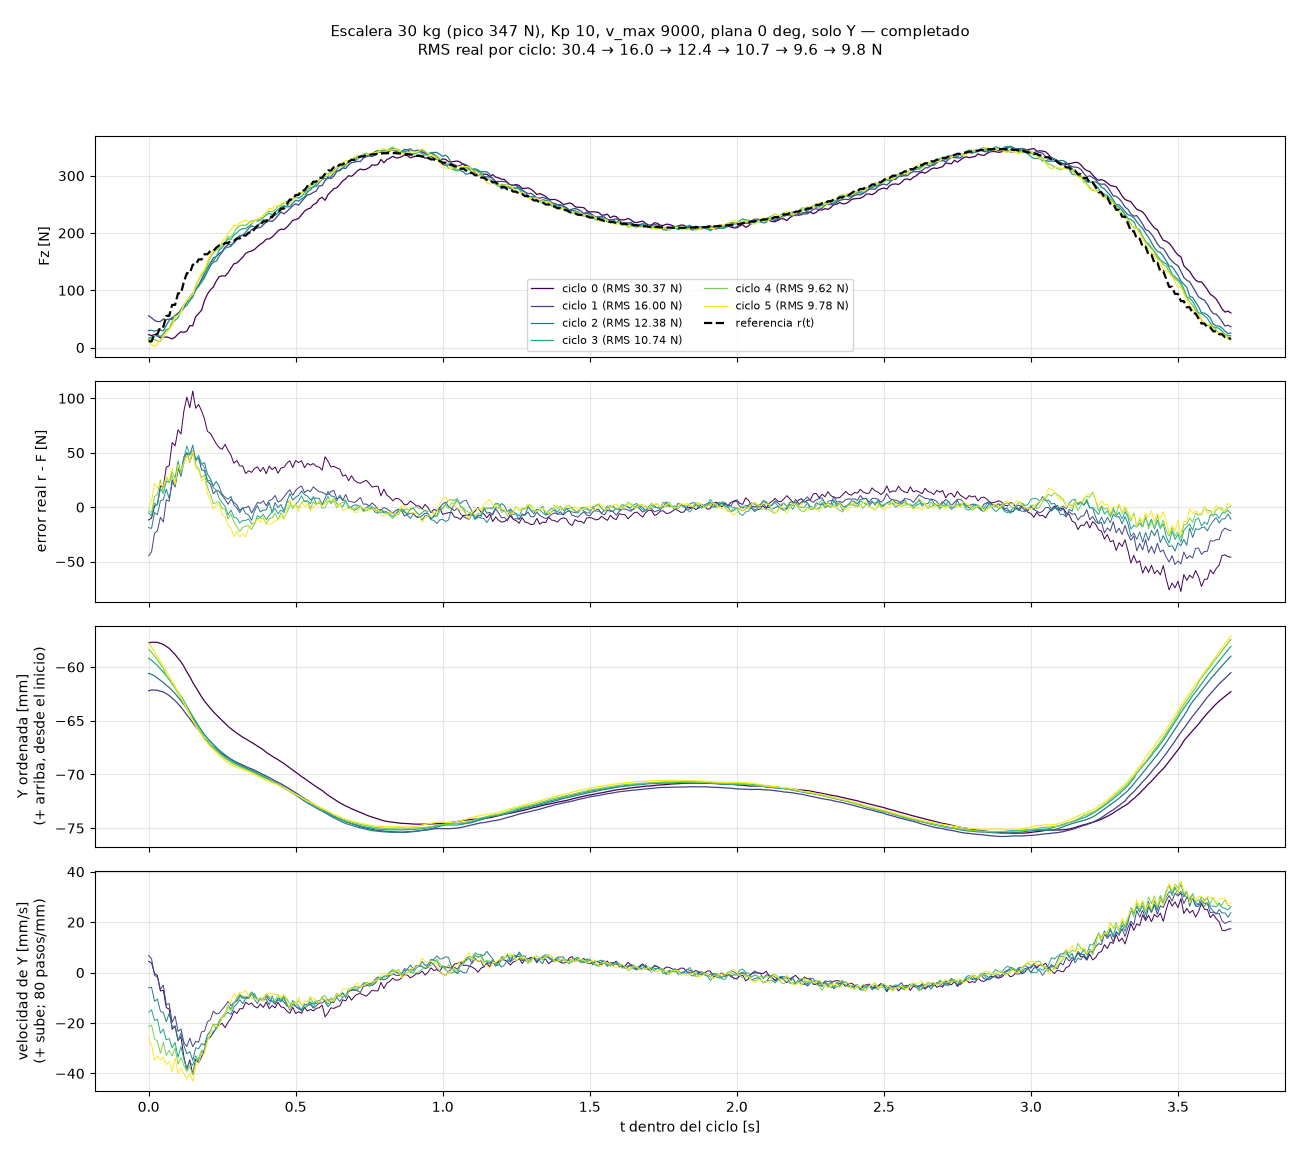 Escalera 30 kg (pico 347 N), Kp 10, v_max 9000, plana 0 deg, solo Y — completado
RMS real por ciclo: 30.4 → 16.0 → 12.4 → 10.7 → 9.6 → 9.8 N
Fz [N]
300
200
100
0
ciclo 0 (RMS 30.37 N)
ciclo 1 (RMS 16.00 N)
ciclo 2 (RMS 12.38 N)
ciclo 3 (RMS 10.74 N)
ciclo 4 (RMS 9.62 N)
ciclo 5 (RMS 9.78 N)
referencia r(t)
error real r - F [N]
100
50
0
−50
Y ordenada [mm]
(+ arriba, desde el inicio)
−60
−65
−70
−75
velocidad de Y [mm/s]
(+ sube; 80 pasos/mm)
40
20
0
−20
−40
0.0
0.5
1.0
1.5
2.0
2.5
3.0
3.5
t dentro del ciclo [s]